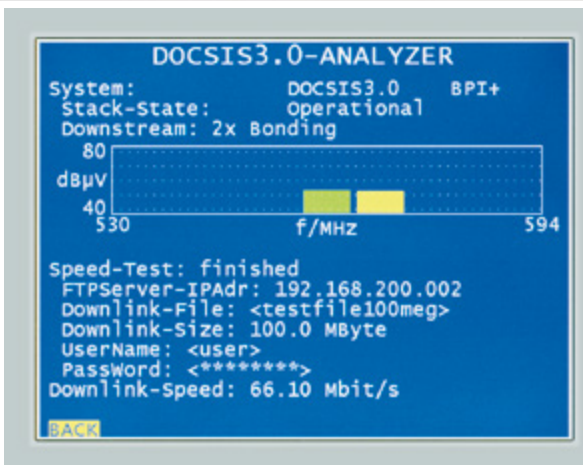 DOCSIS3.0-ANALYZER
System: DOCSIS3.0 BPI+
Stack-State: Operational
Downstream: 2x Bonding
80
dBµV
40
530 f/MHz 594
Speed-Test: finished
FTPServer-IPAdr: 192.168.200.002
Downlink-File: <testfile100meg>
Downlink-Size: 100.0 MByte
UserName: <user>
PassWord: <********>
Downlink-Speed: 66.10 Mbit/s
BACK